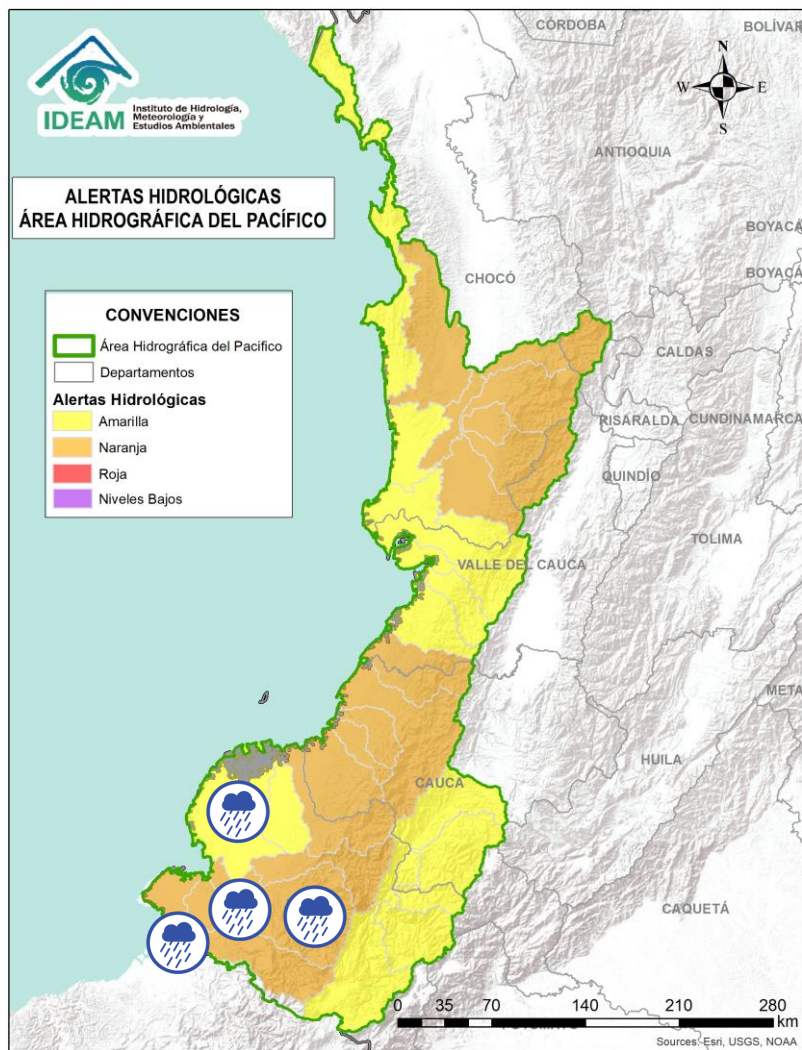 IDEAM
Instituto de Hidrología,
Meteorología y
Estudios Ambientales
ALERTAS HIDROLÓGICAS
ÁREA HIDROGRÁFICA DEL PACÍFICO
CONVENCIONES
Área Hidrográfica del Pacifico
Departamentos
Alertas Hidrológicas
Amarilla
Naranja
Roja
Niveles Bajos
N
W
E
S
CÓRDOBA
BOLÍVAR
ANTIOQUIA
BOYACÁ
BOYACÁ
CHOCÓ
CALDAS
RISARALDA
CUNDINAMARCA
QUINDÍO
TOLIMA
VALLE DEL CAUCA
META
HUILA
CAUCA
CAQUETÁ
0 35 70 140 210 280
km
Sources: Esri, USGS, NOAA